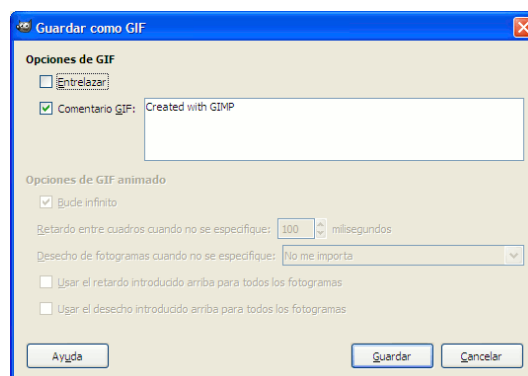 Guardar como GIF
Opciones de GIF
Entrelazar
Comentario GIF: Created with GIMP
Opciones de GIF animado
Bucle infinito
Retardo entre cuadros cuando no se especifique: 100 milisegundos
Desecho de fotogramas cuando no se especifique: No me importa
Usar el retardo introducido arriba para todos los fotogramas
Usar el desecho introducido arriba para todos los fotogramas
Ayuda Guardar Cancelar